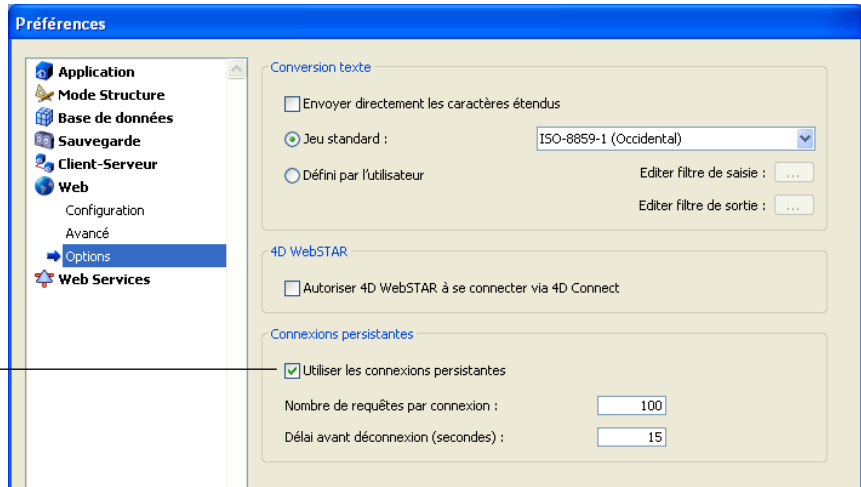 Préférences
Application
Mode Structure
Base de données
Sauvegarde
Client-Serveur
Web
Configuration
Avancé
Options
Web Services
Conversion texte
Envoyer directement les caractères étendus
Jeu standard : ISO-8859-1 (Occidental)
Défini par l'utilisateur Editer filtre de saisie : ...
Editer filtre de sortie : ...
4D WebSTAR
Autoriser 4D WebSTAR à se connecter via 4D Connect
Connexions persistantes
Utiliser les connexions persistantes
Nombre de requêtes par connexion : 100
Délai avant déconnexion (secondes) : 15